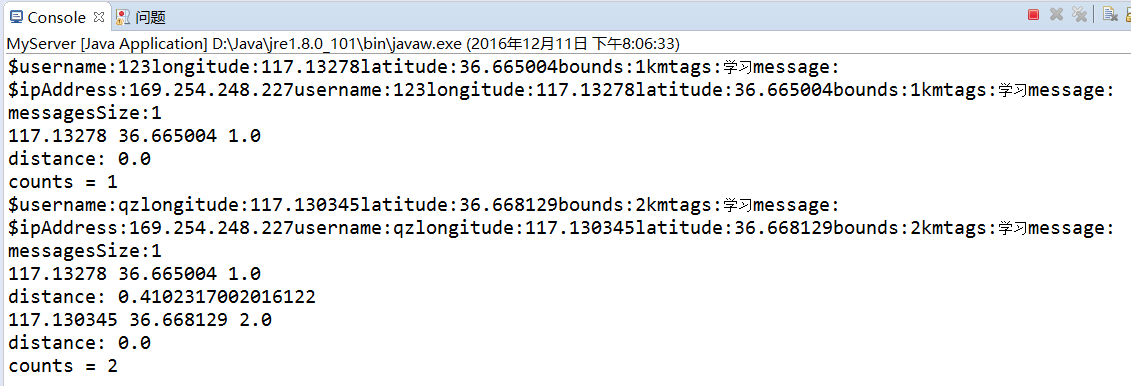 Console 问题
MyServer [Java Application] D:\Java\jre1.8.0_101\bin\javaw.exe (2016年12月11日 下午8:06:33)
$username:123longitude:117.13278latitude:36.665004bounds:1kmtags:学习message:
$ipAddress:169.254.248.227username:123longitude:117.13278latitude:36.665004bounds:1kmtags:学习message:
messagesSize:1
117.13278 36.665004 1.0
distance: 0.0
counts = 1
$username:qzlongitude:117.130345latitude:36.668129bounds:2kmtags:学习message:
$ipAddress:169.254.248.227username:qzlongitude:117.130345latitude:36.668129bounds:2kmtags:学习message:
messagesSize:1
117.13278 36.665004 1.0
distance: 0.4102317002016122
117.130345 36.668129 2.0
distance: 0.0
counts = 2